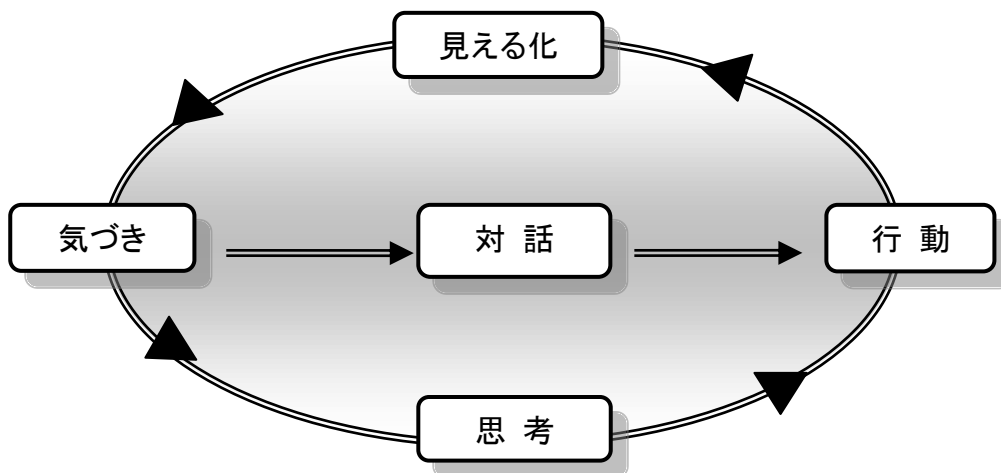 見える化
気づき
対 話
行 動
思 考